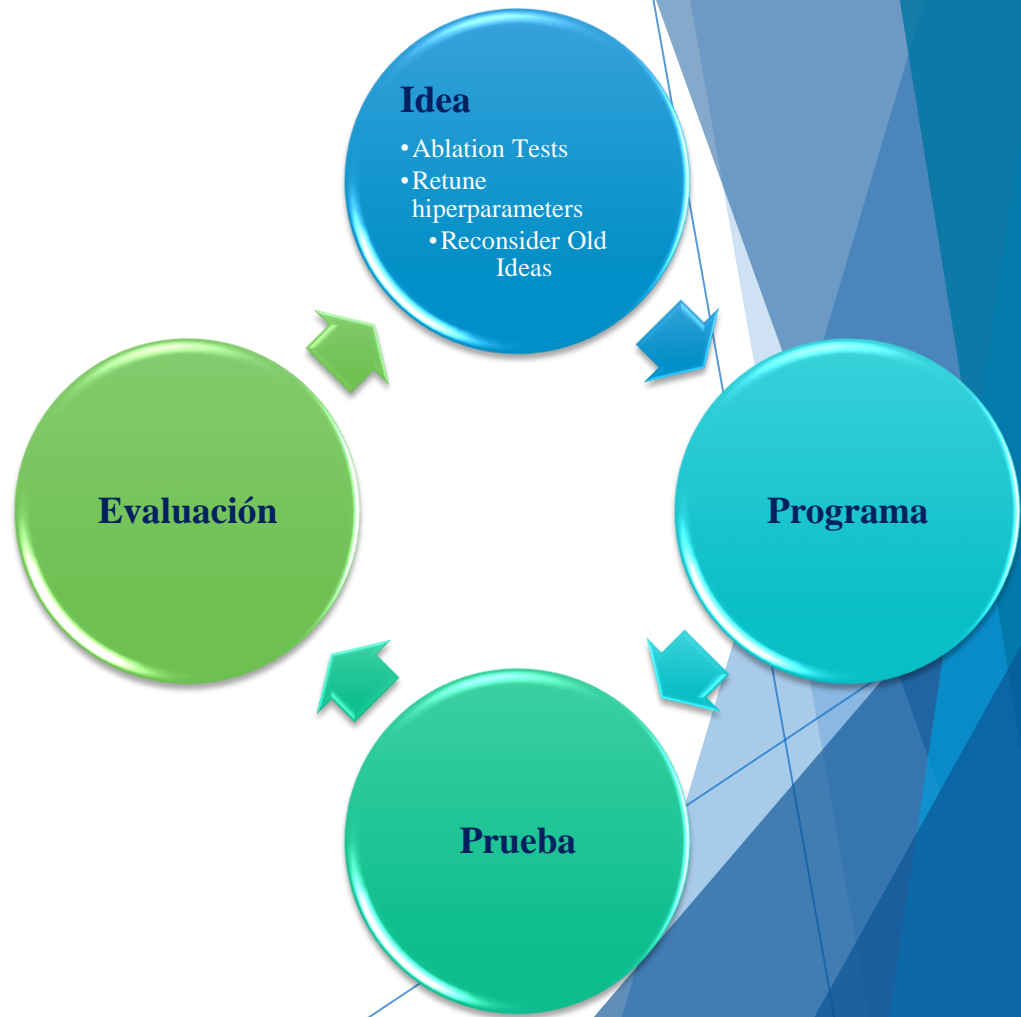 Idea
•Ablation Tests
•Retune
hiperparameters
•Reconsider Old
Ideas
Evaluación
Programa
Prueba